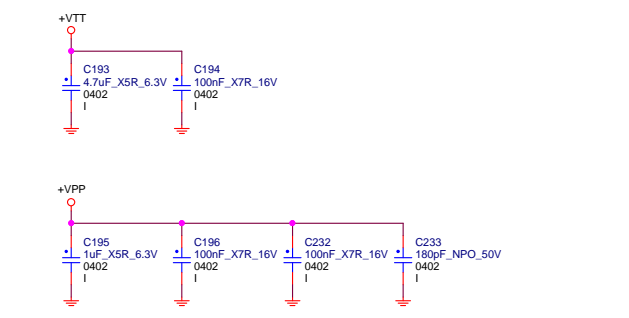 +VTT
C193
4.7uF_X5R_6.3V
0402
I
C194
100nF_X7R_16V
0402
I
+VPP
C195
1uF_X5R_6.3V
0402
I
C196
100nF_X7R_16V
0402
I
C232
100nF_X7R_16V
0402
I
C233
180pF_NPO_50V
0402
I